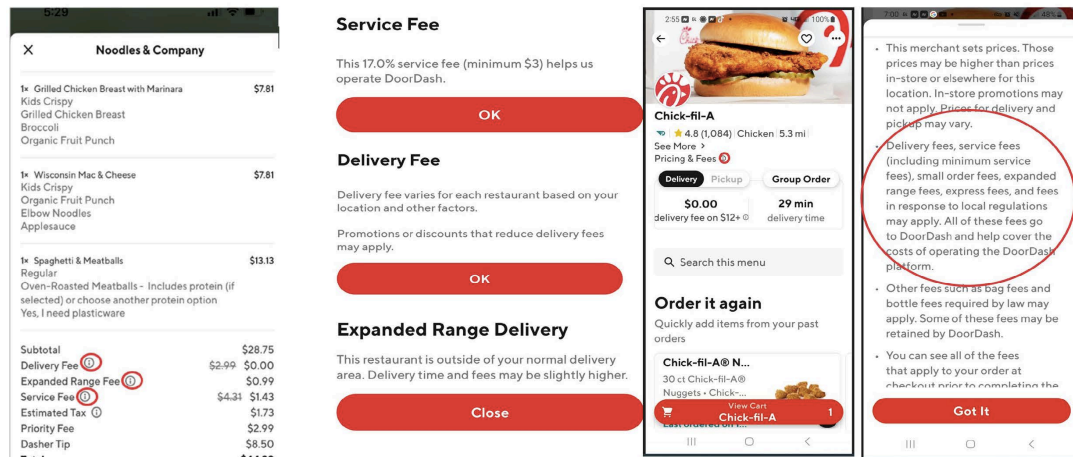 5:29
Noodles & Company
1× Grilled Chicken Breast with Marinara $7.81
Kids Crispy
Grilled Chicken Breast
Broccoli
Organic Fruit Punch
1× Wisconsin Mac & Cheese $7.81
Kids Crispy
Organic Fruit Punch
Elbow Noodles
Applesauce
1× Spaghetti & Meatballs $13.13
Regular
Oven-Roasted Meatballs - Includes protein (if
selected) or choose another protein option
Yes, I need plasticware
Subtotal $28.75
Delivery Fee $2.99 $0.00
Expanded Range Fee $0.99
Service Fee $4.31 $1.43
Estimated Tax $1.73
Priority Fee $2.99
Dasher Tip $8.50
Service Fee
This 17.0% service fee (minimum $3) helps us
operate DoorDash.
OK
Delivery Fee
Delivery fee varies for each restaurant based on your
location and other factors.
Promotions or discounts that reduce delivery fees
may apply.
OK
Expanded Range Delivery
This restaurant is outside of your normal delivery
area. Delivery time and fees may be slightly higher.
Close
2:55 100%
Chick-fil-A
4.8 (1,084) Chicken 5.3 mi
See More >
Pricing & Fees
Delivery Pickup Group Order
$0.00 29 min
delivery fee on $12+ delivery time
Search this menu
Order it again
Quickly add items from your past
orders
Chick-fil-A® N...
30 ct Chick-fil-A®
Nuggets • Chick-...
View Cart
Chick-fil-A 1
Last ordered on
7:00 48%
• This merchant sets prices. Those
prices may be higher than prices
in-store or elsewhere for this
location. In-store promotions may
not apply. Prices for delivery and
pickup may vary.
• Delivery fees, service fees
(including minimum service
fees), small order fees, expanded
range fees, express fees, and fees
in response to local regulations
may apply. All of these fees go
to DoorDash and help cover the
costs of operating the DoorDash
platform.
• Other fees such as bag fees and
bottle fees required by law may
apply. Some of these fees may be
retained by DoorDash.
• You can see all of the fees
that apply to your order at
checkout prior to completing the
Got It